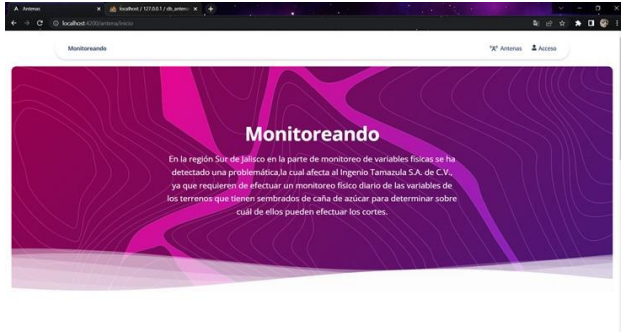 Antenas
localhost / 127.0.0.1 / db_antena
localhost:4200/antena/inicio
Monitoreando
Antenas
Acceso
Monitoreando
En la región Sur de Jalisco en la parte de monitoreo de variables físicas se ha
detectado una problemática,la cual afecta al Ingenio Tamazula S.A. de C.V.,
ya que requieren de efectuar un monitoreo físico diario de las variables de
los terrenos que tienen sembrados de caña de azúcar para determinar sobre
cuál de ellos pueden efectuar los cortes.